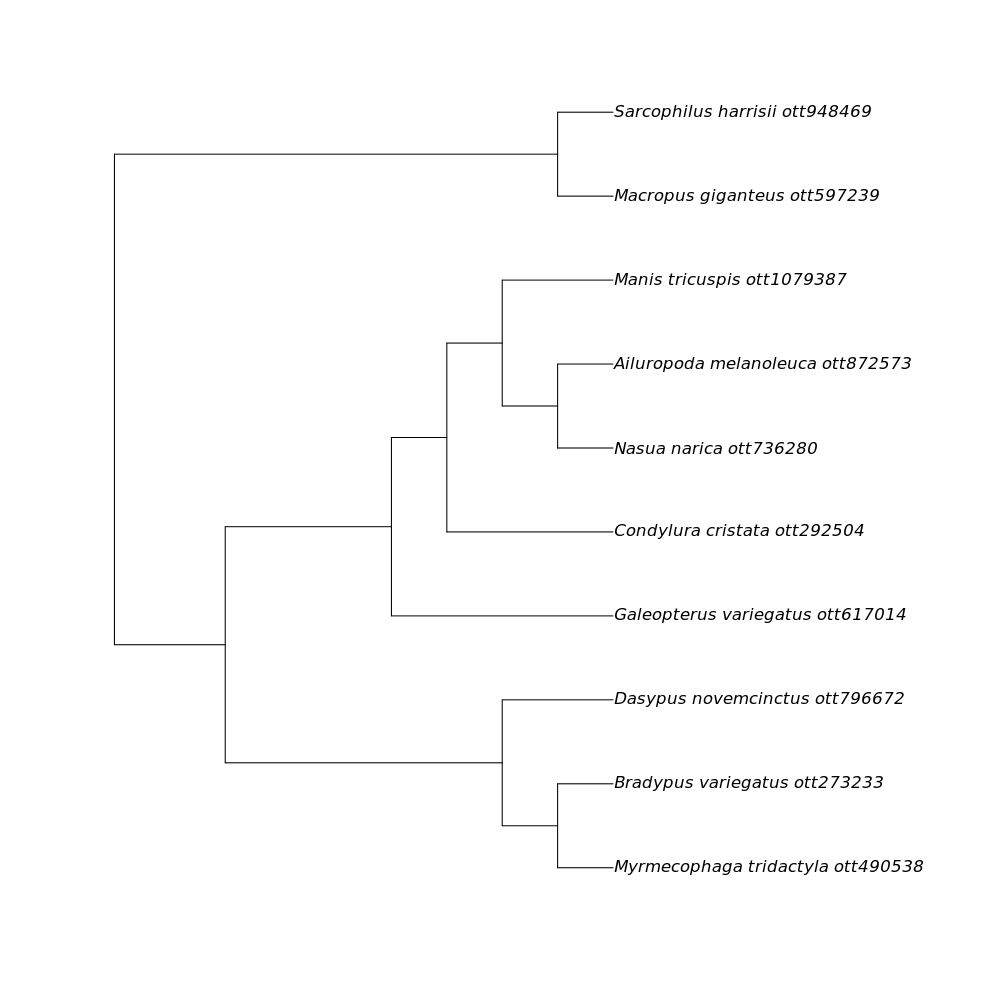 Sarcophilus harrisii ott948469
Macropus giganteus ott597239
Manis tricuspis ott1079387
Ailuropoda melanoleuca ott872573
Nasua narica ott736280
Condylura cristata ott292504
Galeopterus variegatus ott617014
Dasypus novemcinctus ott796672
Bradypus variegatus ott273233
Myrmecophaga tridactyla ott490538